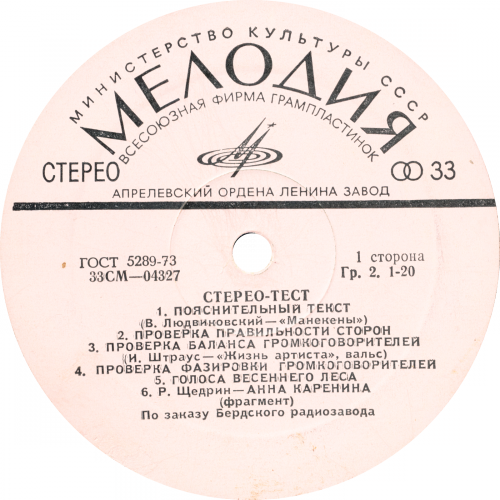 МИНИСТЕРСТВО КУЛЬТУРЫ СССР
МЕЛОДИЯ
ВСЕСОЮЗНАЯ ФИРМА ГРАМПЛАСТИНОК
СТЕРЕО 33
АПРЕЛЕВСКИЙ ОРДЕНА ЛЕНИНА ЗАВОД
ГОСТ 5289-73 1 сторона
33СМ—04327 Гр. 2. 1-20
СТЕРЕО-ТЕСТ
1. ПОЯСНИТЕЛЬНЫЙ ТЕКСТ
(В. Людвиковский—«Манекены»)
2. ПРОВЕРКА ПРАВИЛЬНОСТИ СТОРОН
3. ПРОВЕРКА БАЛАНСА ГРОМКОГОВОРИТЕЛЕЙ
(И. Штраус—«Жизнь артиста», вальс)
4. ПРОВЕРКА ФАЗИРОВКИ ГРОМКОГОВОРИТЕЛЕЙ
5. ГОЛОСА ВЕСЕННЕГО ЛЕСА
6. Р. Щедрин—АННА КАРЕНИНА
(фрагмент)
По заказу Бердского радиозавода